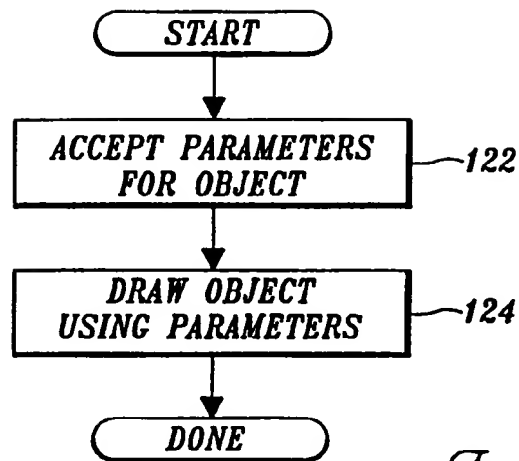 START
ACCEPT PARAMETERS
FOR OBJECT
122
DRAW OBJECT
USING PARAMETERS
124
DONE